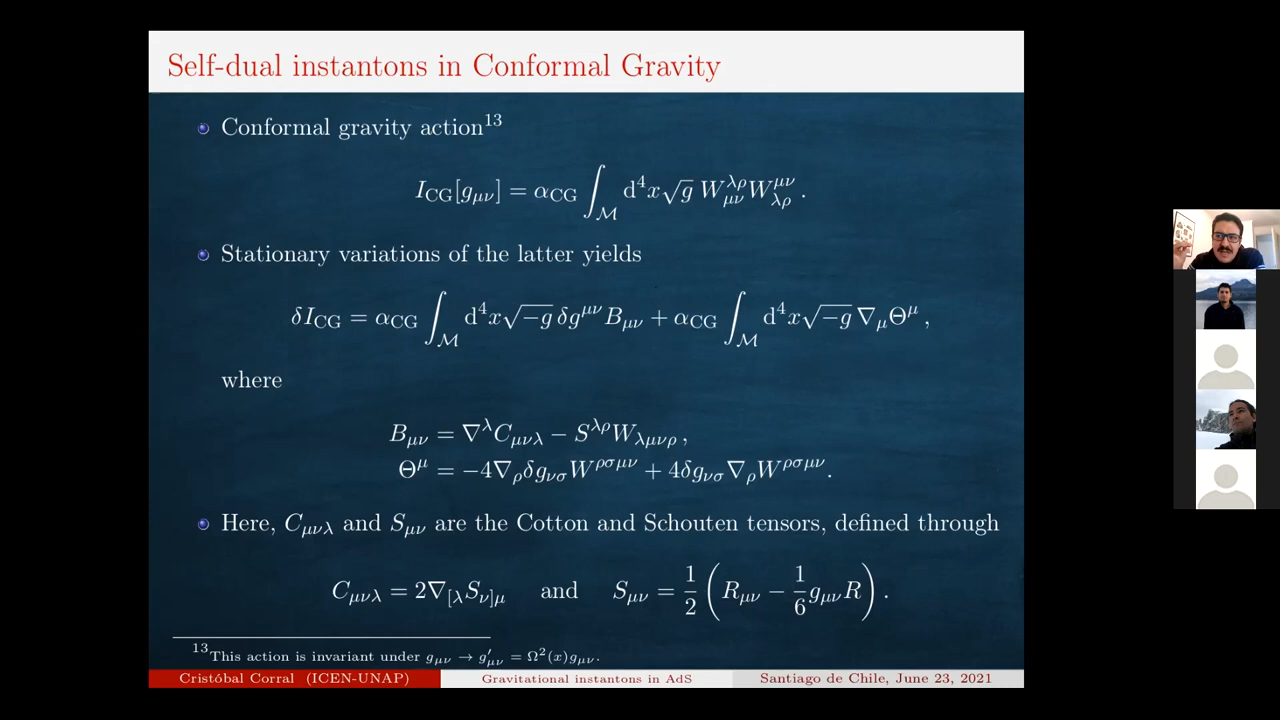 Self-dual instantons in Conformal Gravity
Conformal gravity action¹³
I_CG[g_μν] = α_CG ∫_M d⁴x√g W^λρ_μν W^μν_λρ .
Stationary variations of the latter yields
δI_CG = α_CG ∫_M d⁴x√−g δg^μν B_μν + α_CG ∫_M d⁴x√−g ∇_μΘ^μ ,
where
B_μν = ∇^λ C_μνλ − S^λρ W_λμνρ ,
Θ^μ = −4∇_ρ δg_νσ W^ρσμν + 4δg_νσ ∇_ρ W^ρσμν.
Here, C_μνλ and S_μν are the Cotton and Schouten tensors, defined through
C_μνλ = 2∇_[λ S_ν]μ and S_μν = 1/2 (R_μν − 1/6 g_μν R) .
¹³This action is invariant under g_μν → g′_μν = Ω²(x)g_μν.
Cristóbal Corral (ICEN-UNAP) Gravitational instantons in AdS Santiago de Chile, June 23, 2021